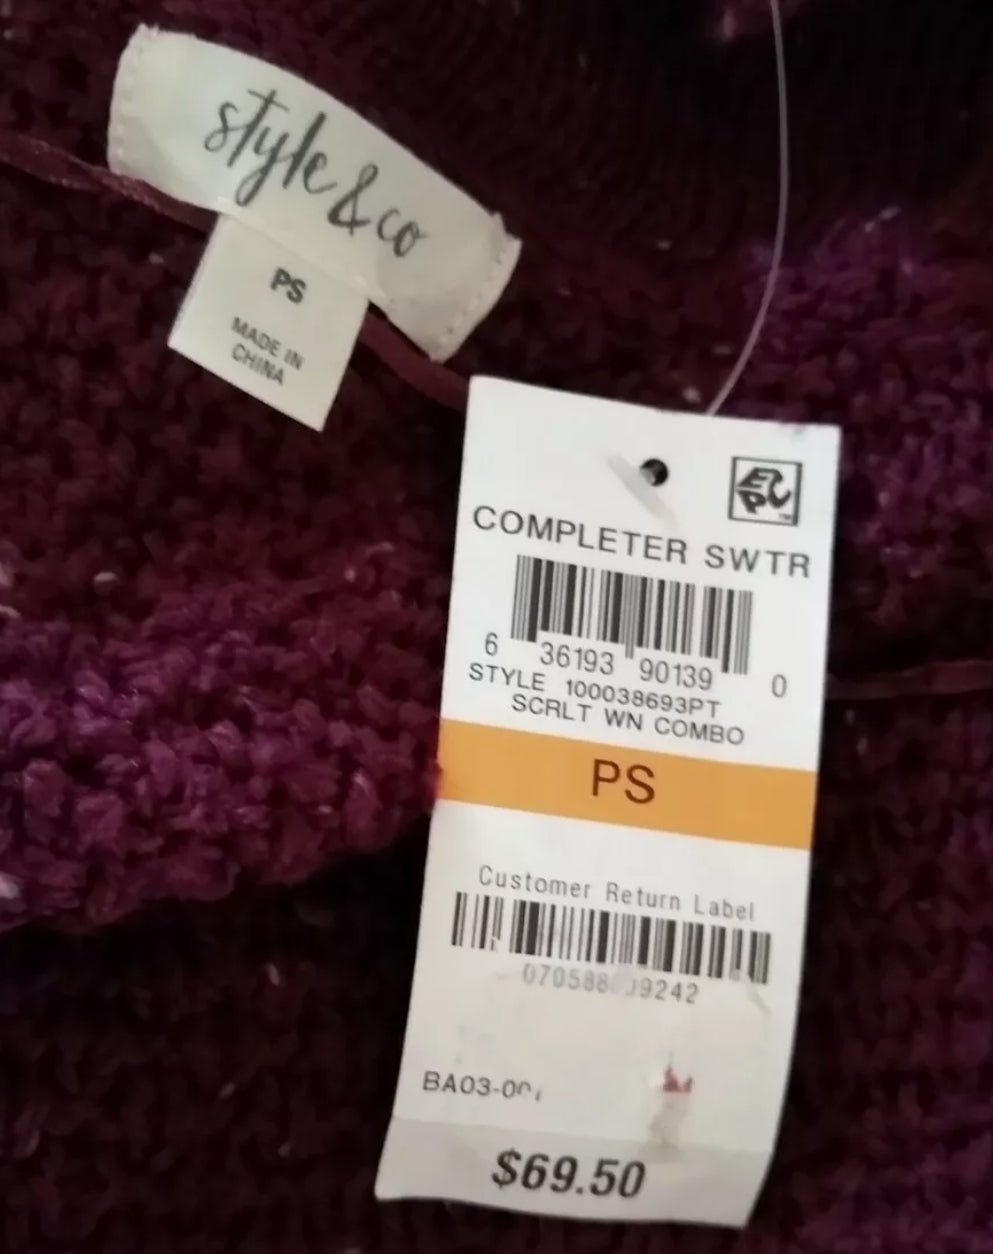 style & co
PS
MADE IN
CHINA
COMPLETER SWTR
6 36193 90139 0
STYLE 100038693PT
SCRLT WN COMBO
PS
Customer Return Label
$69.50